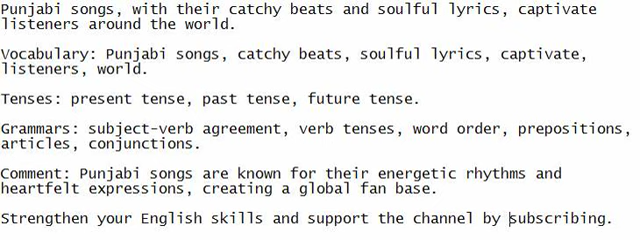 Punjabi songs, with their catchy beats and soulful lyrics, captivate
listeners around the world.
Vocabulary: Punjabi songs, catchy beats, soulful lyrics, captivate,
listeners, world.
Tenses: present tense, past tense, future tense.
Grammars: subject-verb agreement, verb tenses, word order, prepositions,
articles, conjunctions.
Comment: Punjabi songs are known for their energetic rhythms and
heartfelt expressions, creating a global fan base.
Strengthen your English skills and support the channel by subscribing.